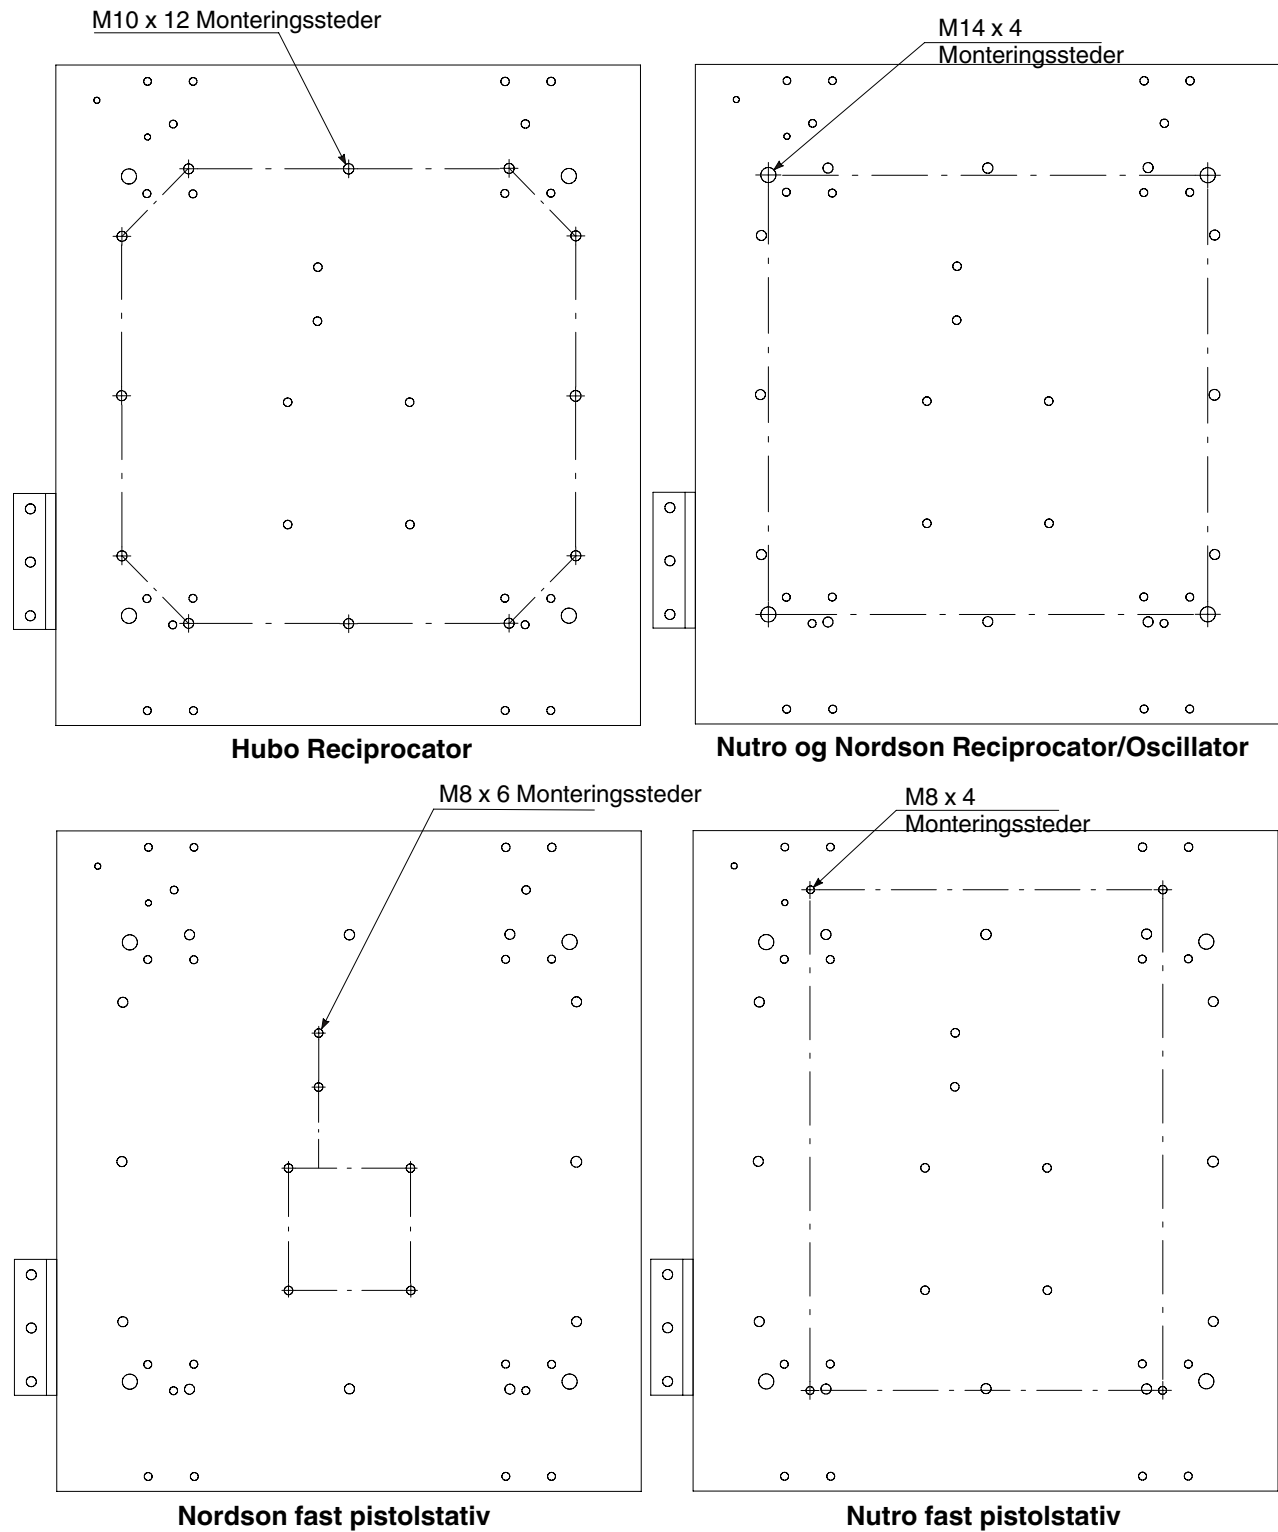 M10 x 12 Monteringssteder
M14 x 4
Monteringssteder
Hubo Reciprocator
Nutro og Nordson Reciprocator/Oscillator
M8 x 6 Monteringssteder
M8 x 4
Monteringssteder
Nordson fast pistolstativ
Nutro fast pistolstativ